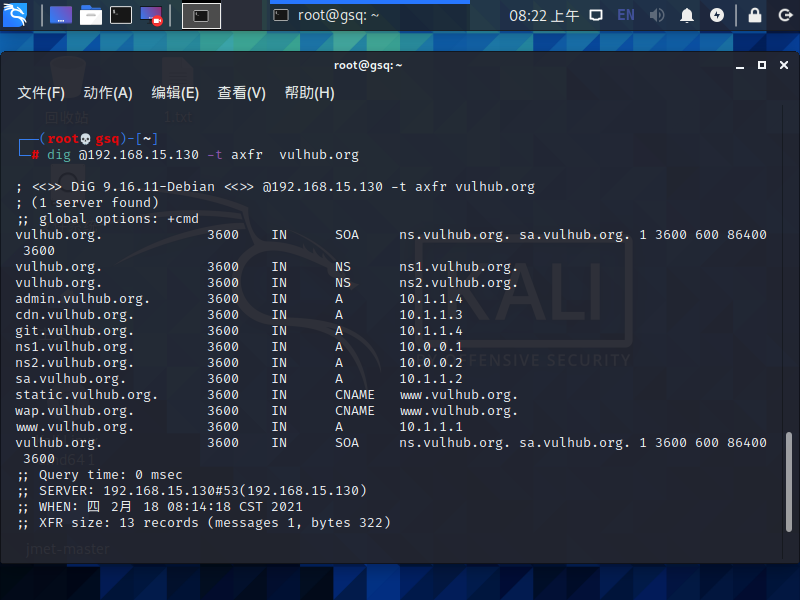 root@gsq: ~
08:22 上午
EN
root@gsq:~
文件(F) 动作(A) 编辑(E) 查看(V) 帮助(H)
回收站 1.txt
┌──(root💀gsq)-[~]
└─# dig @192.168.15.130 -t axfr  vulhub.org
; <<>> DiG 9.16.11-Debian <<>> @192.168.15.130 -t axfr vulhub.org
; (1 server found)
;; global options: +cmd
vulhub.org. 3600 IN SOA ns.vulhub.org. sa.vulhub.org. 1 3600 600 86400
3600
vulhub.org. 3600 IN NS ns1.vulhub.org.
vulhub.org. 3600 IN NS ns2.vulhub.org.
admin.vulhub.org. 3600 IN A 10.1.1.4
cdn.vulhub.org. 3600 IN A 10.1.1.3
git.vulhub.org. 3600 IN A 10.1.1.4
ns1.vulhub.org. 3600 IN A 10.0.0.1
ns2.vulhub.org. 3600 IN A 10.0.0.2
sa.vulhub.org. 3600 IN A 10.1.1.2
static.vulhub.org. 3600 IN CNAME www.vulhub.org.
wap.vulhub.org. 3600 IN CNAME www.vulhub.org.
www.vulhub.org. 3600 IN A 10.1.1.1
vulhub.org. 3600 IN SOA ns.vulhub.org. sa.vulhub.org. 1 3600 600 86400
3600
;; Query time: 0 msec
;; SERVER: 192.168.15.130#53(192.168.15.130)
;; WHEN: 四 2月 18 08:14:18 CST 2021
;; XFR size: 13 records (messages 1, bytes 322)
KALI
OFFENSIVE SECURITY
jmet-master